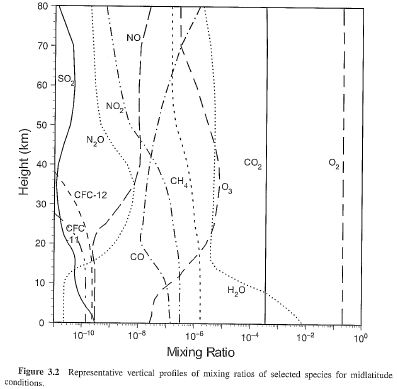 80
70
60
50
40
30
20
10
0
Height (km)
NO
SO2
NO2
N2O
CFC-12
CFC
11
CH4
O3
CO2
O2
CO
H2O
10−10
10−8
10−6
10−4
10−2
100
Mixing Ratio
Figure 3.2 Representative vertical profiles of mixing ratios of selected species for midlatitude
conditions.